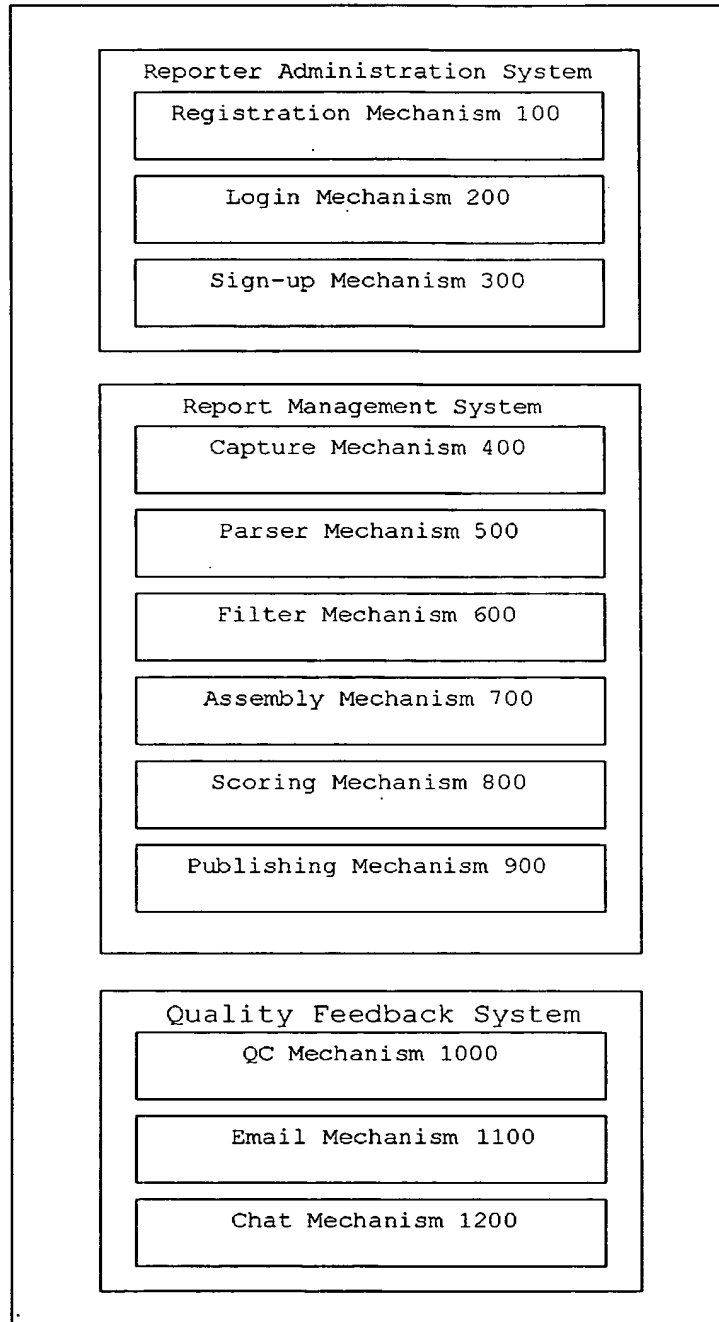 Reporter Administration System
Registration Mechanism 100
Login Mechanism 200
Sign-up Mechanism 300
Report Management System
Capture Mechanism 400
Parser Mechanism 500
Filter Mechanism 600
Assembly Mechanism 700
Scoring Mechanism 800
Publishing Mechanism 900
Quality Feedback System
QC Mechanism 1000
Email Mechanism 1100
Chat Mechanism 1200